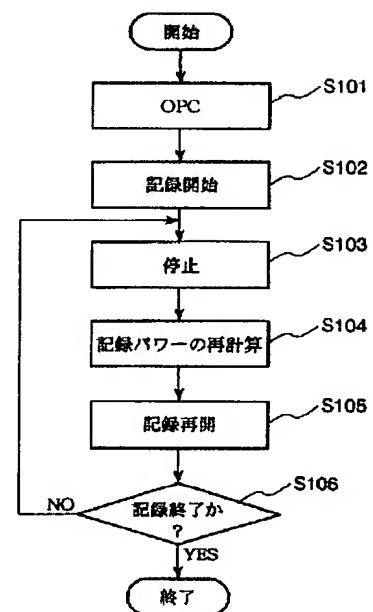 開始
OPC
S101
記録開始
S102
停止
S103
記録パワーの再計算
S104
記録再開
S105
記録終了か
?
S106
NO
YES
終了